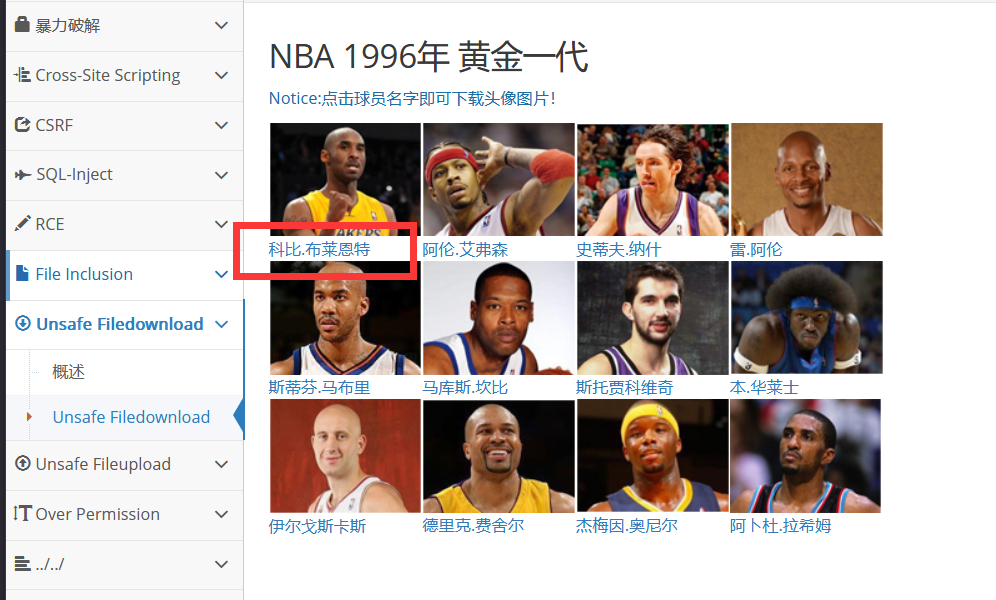 暴力破解
Cross-Site Scripting
CSRF
SQL-Inject
RCE
File Inclusion
Unsafe Filedownload
概述
Unsafe Filedownload
Unsafe Fileupload
Over Permission
../../
NBA 1996年 黄金一代
Notice:点击球员名字即可下载头像图片！
AKERS
科比.布莱恩特 阿伦.艾弗森 史蒂夫.纳什 雷.阿伦
斯蒂芬.马布里 马库斯.坎比 斯托贾科维奇 本.华莱士
伊尔戈斯卡斯 德里克.费舍尔 杰梅因.奥尼尔 阿卜杜.拉希姆